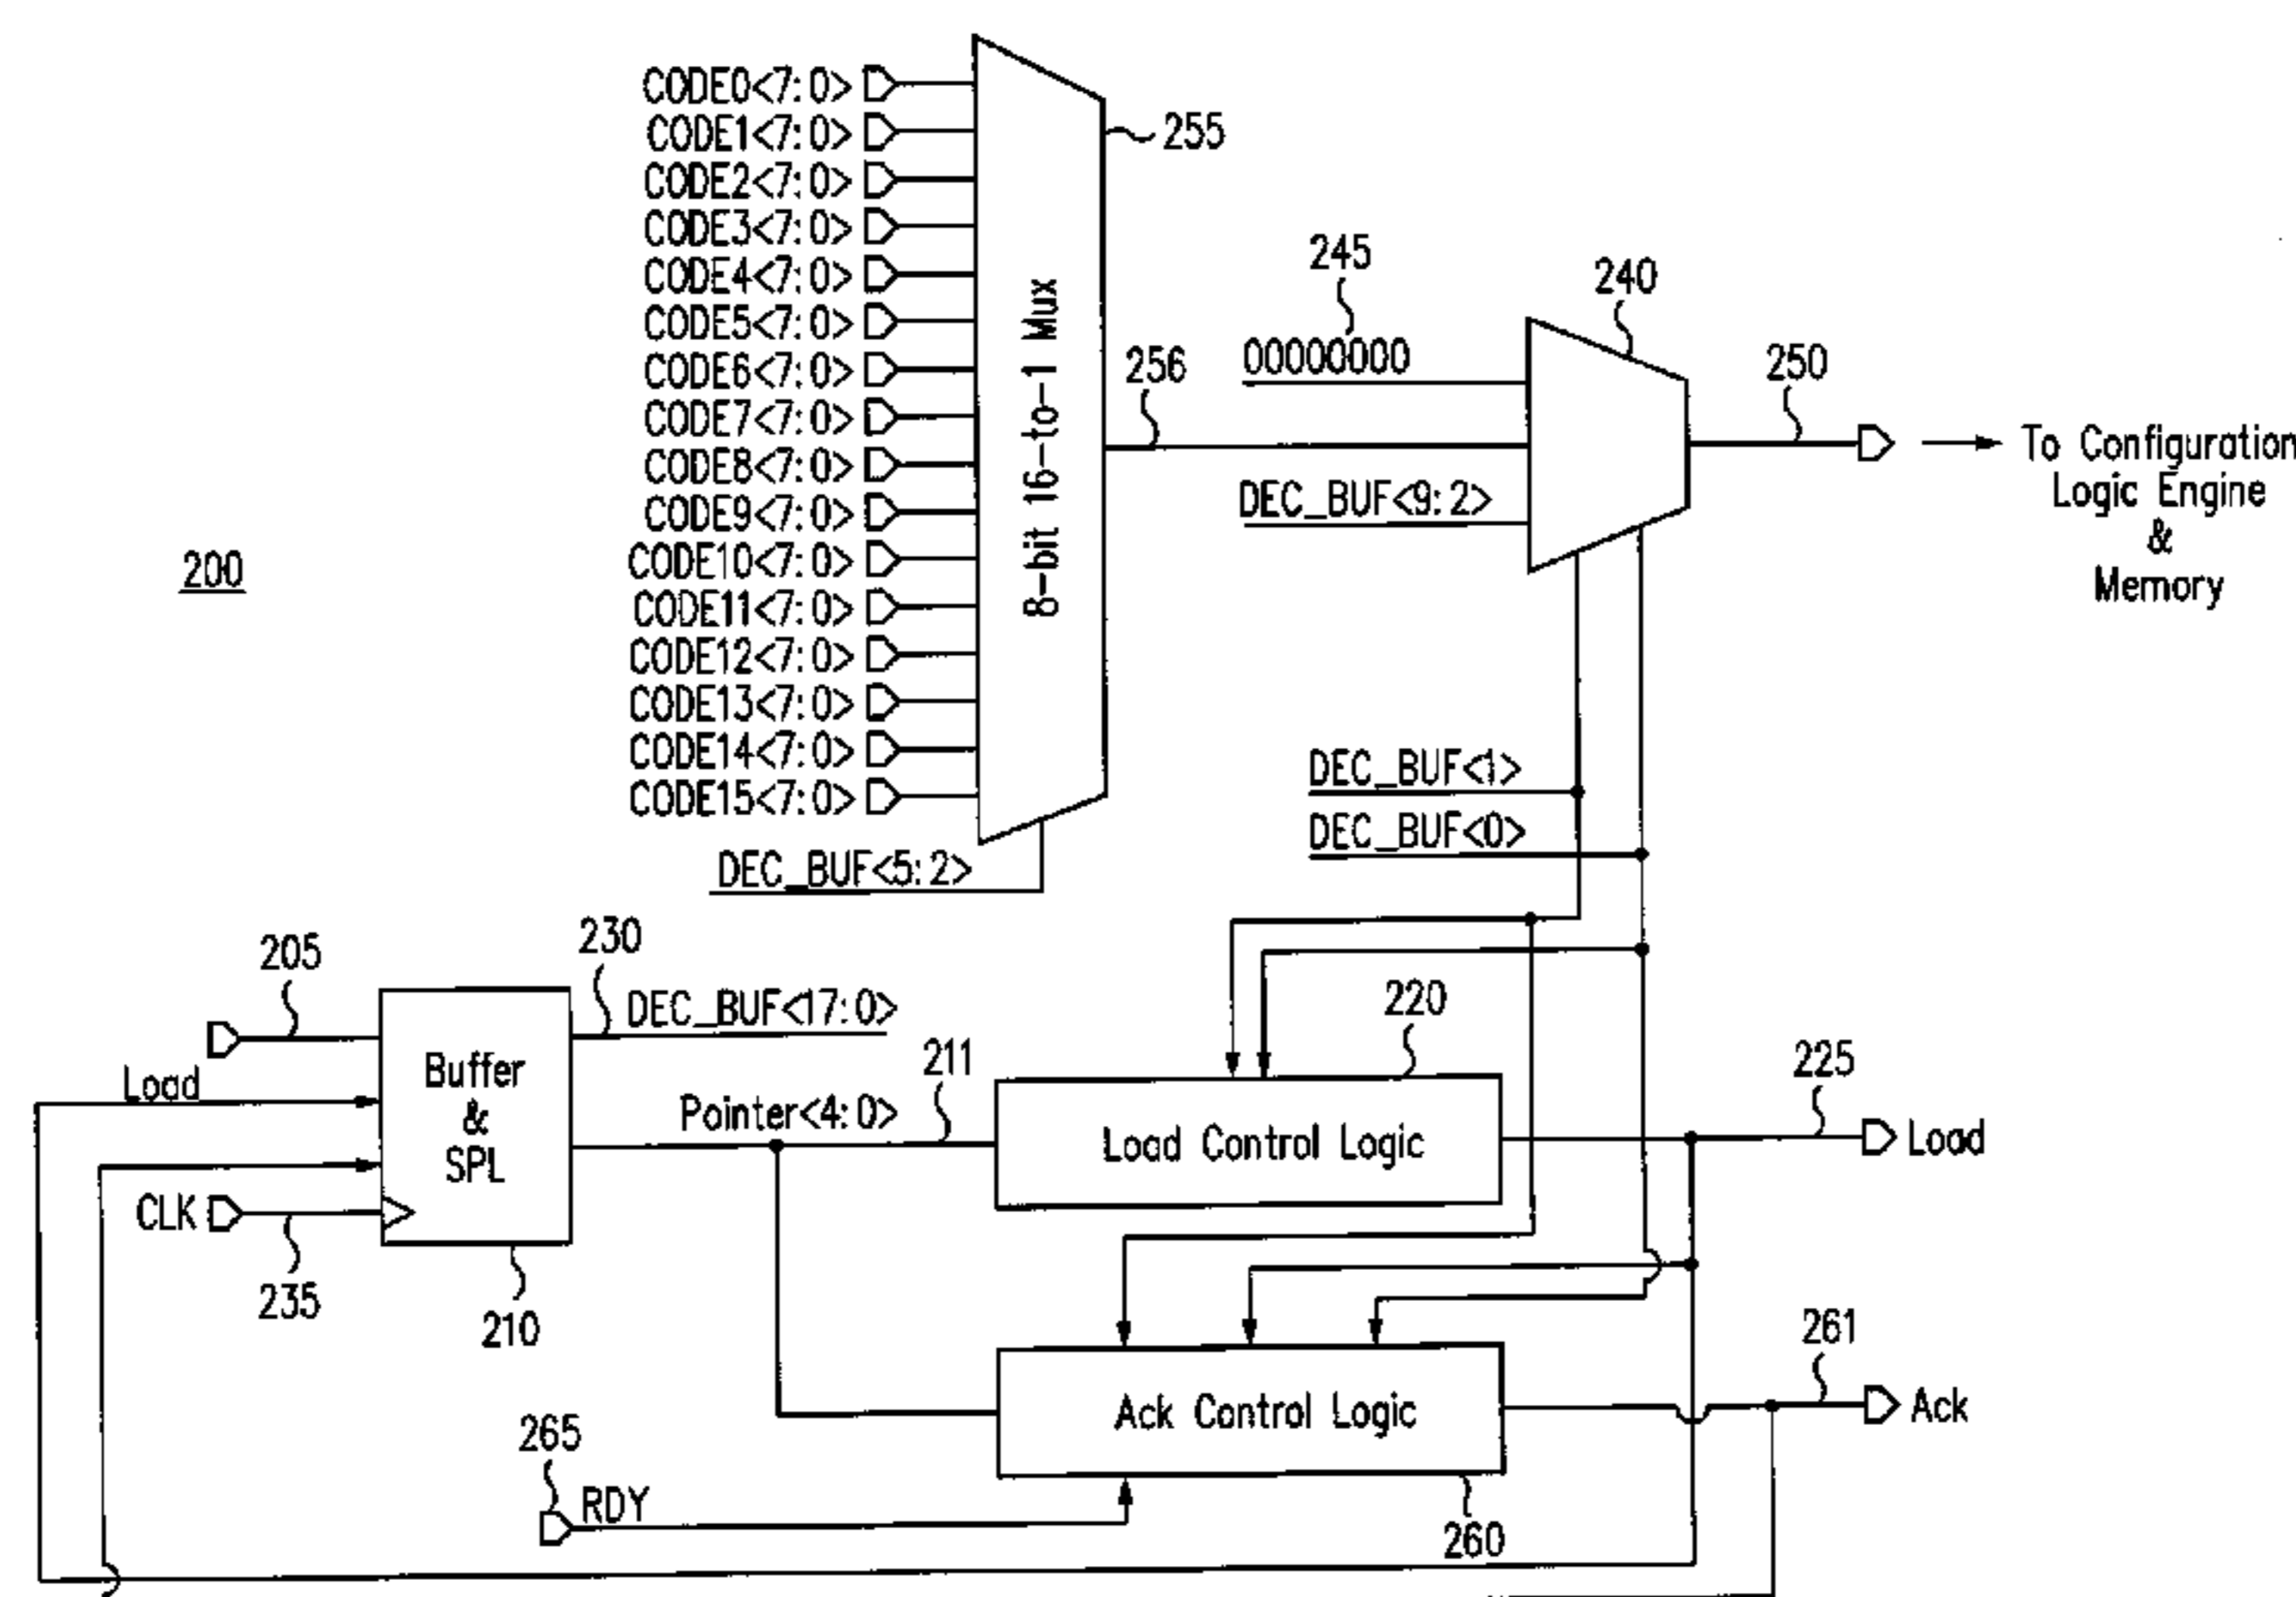 CODE0<7:0>
CODE1<7:0>
255
CODE2<7:0>
CODE3<7:0>
245
240
CODE4<7:0>
CODE5<7:0>
00000000
256
250
CODE6<7:0>
CODE7<7:0>
8-bit 16-to-1 Mux
To Configuration
Logic Engine
&
Memory
CODE8<7:0>
DEC_BUF<9:2>
CODE9<7:0>
200
CODE10<7:0>
CODE11<7:0>
CODE12<7:0>
CODE13<7:0>
CODE14<7:0>
DEC_BUF<1>
CODE15<7:0>
DEC_BUF<0>
DEC_BUF<5:2>
205
230
DEC_BUF<17:0>
220
Buffer
&
SPL
Load
211
225
Pointer<4:0>
Load Control Logic
Load
CLK
235
210
261
Ack Control Logic
Ack
265
RDY
260